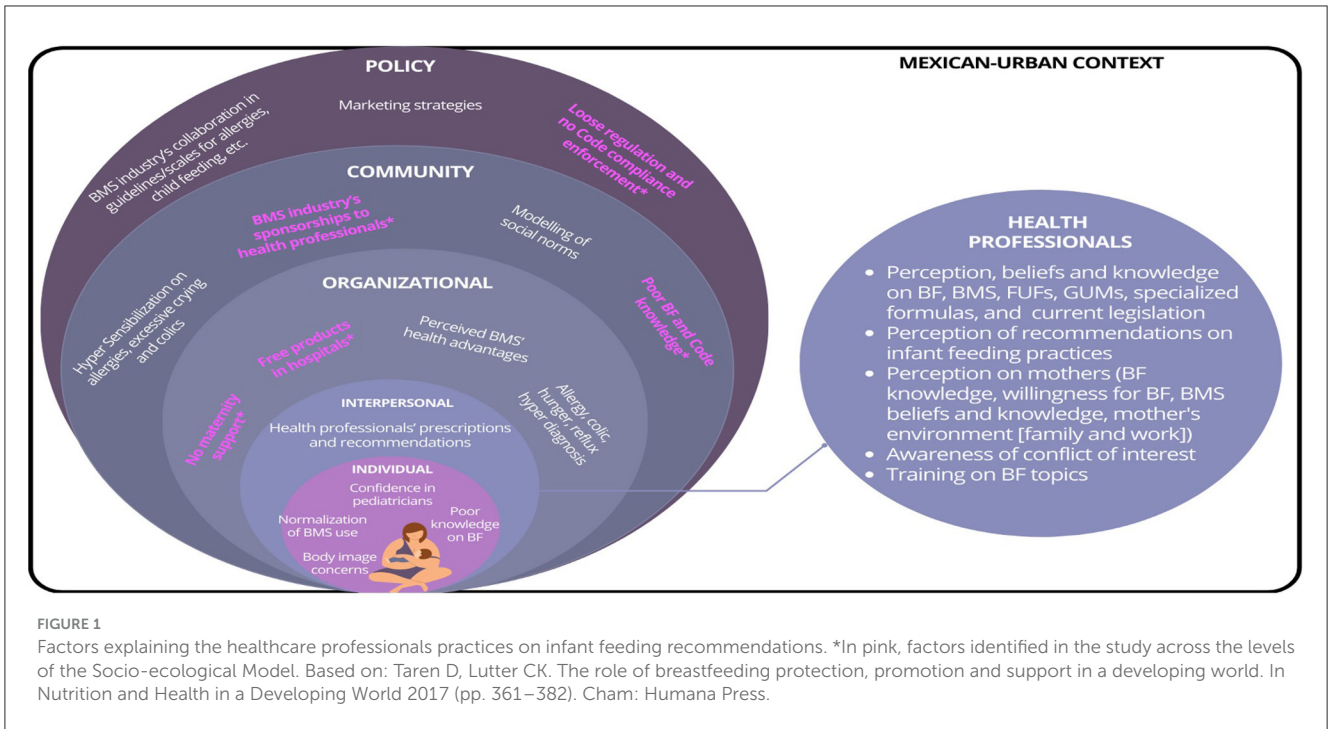 MEXICAN-URBAN CONTEXT
POLICY
Marketing strategies
BMS industry's collaboration in
guidelines/scales for allergies,
child feeding, etc.
Loose regulation and
no Code compliance
enforcement*
COMMUNITY
BMS industry's
sponsorships to
health professionals*
Modelling of
social norms
Hyper Sensibilization on
allergies, excessive crying
and colics
Poor BF and Code
knowledge*
ORGANIZATIONAL
Free products
in hospitals*
Perceived BMS'
health advantages
No maternity
support*
Allergy, colic,
hunger, reflux
hyper diagnosis
INTERPERSONAL
Health professionals' prescriptions
and recommendations
INDIVIDUAL
Confidence in
pediatricians
Normalization
of BMS use
Poor
knowledge
on BF
Body image
concerns
HEALTH
PROFESSIONALS
• Perception, beliefs and knowledge
on BF, BMS, FUFs, GUMs, specialized
formulas, and current legislation
• Perception of recommendations on
infant feeding practices
• Perception on mothers (BF
knowledge, willingness for BF, BMS
beliefs and knowledge, mother's
environment [family and work])
• Awareness of conflict of interest
• Training on BF topics
FIGURE 1
Factors explaining the healthcare professionals practices on infant feeding recommendations. *In pink, factors identified in the study across the levels
of the Socio-ecological Model. Based on: Taren D, Lutter CK. The role of breastfeeding protection, promotion and support in a developing world. In
Nutrition and Health in a Developing World 2017 (pp. 361–382). Cham: Humana Press.